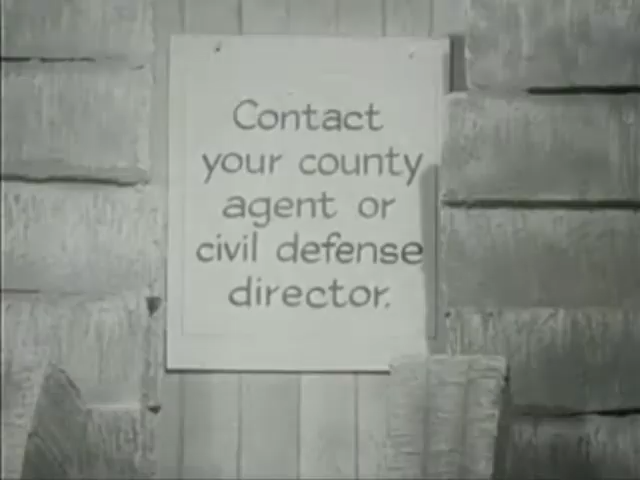 Contact
your county
agent or
civil defense
director.